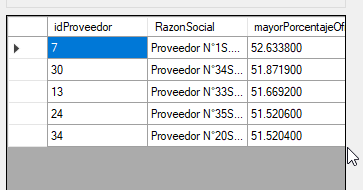 idProveedor RazonSocial mayorPorcentajeOf
7 Proveedor N°1S... 52.633800
30 Proveedor N°34S... 51.871900
13 Proveedor N°33S... 51.669200
24 Proveedor N°35S... 51.520600
34 Proveedor N°20S... 51.520400